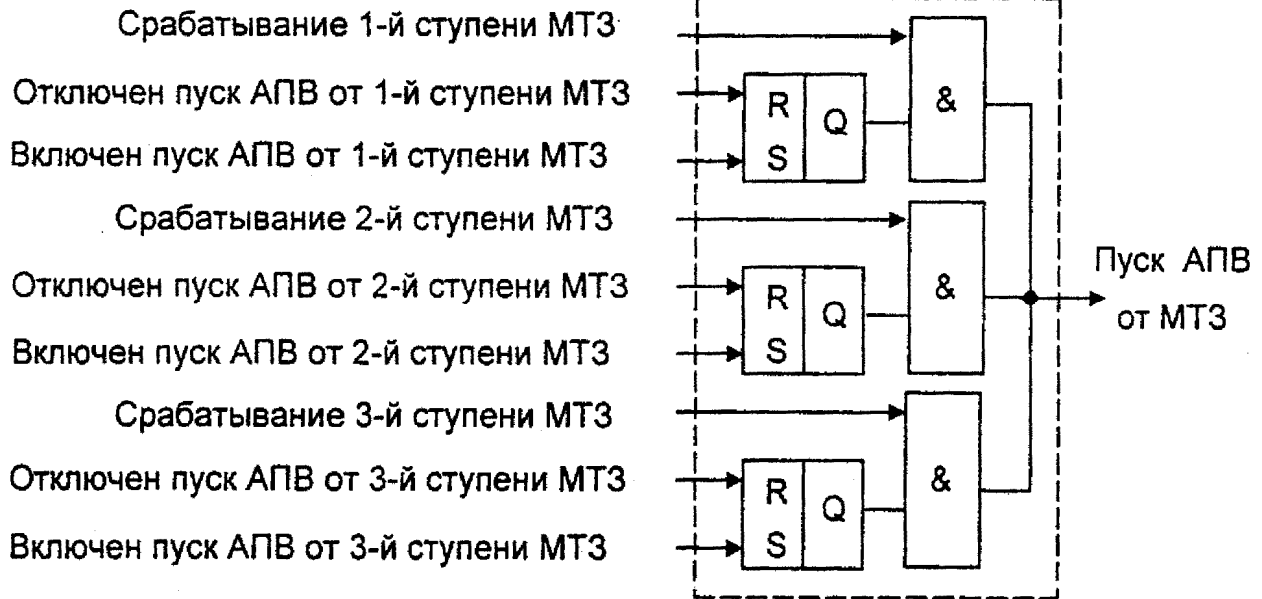 Срабатывание 1-й ступени МТЗ
Отключен пуск АПВ от 1-й ступени МТЗ
Включен пуск АПВ от 1-й ступени МТЗ
R
S
Q
&
Срабатывание 2-й ступени МТЗ
Отключен пуск АПВ от 2-й ступени МТЗ
Включен пуск АПВ от 2-й ступени МТЗ
R
S
Q
&
Срабатывание 3-й ступени МТЗ
Отключен пуск АПВ от 3-й ступени МТЗ
Включен пуск АПВ от 3-й ступени МТЗ
R
S
Q
&
Пуск АПВ
от МТЗ